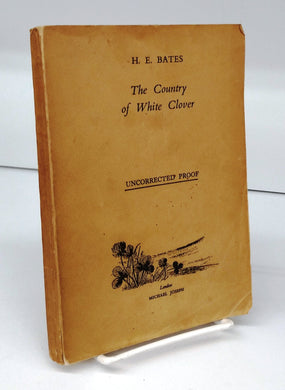 H. E. BATES
The Country
of White Clover
UNCORRECTED PROOF
London
MICHAEL JOSEPH